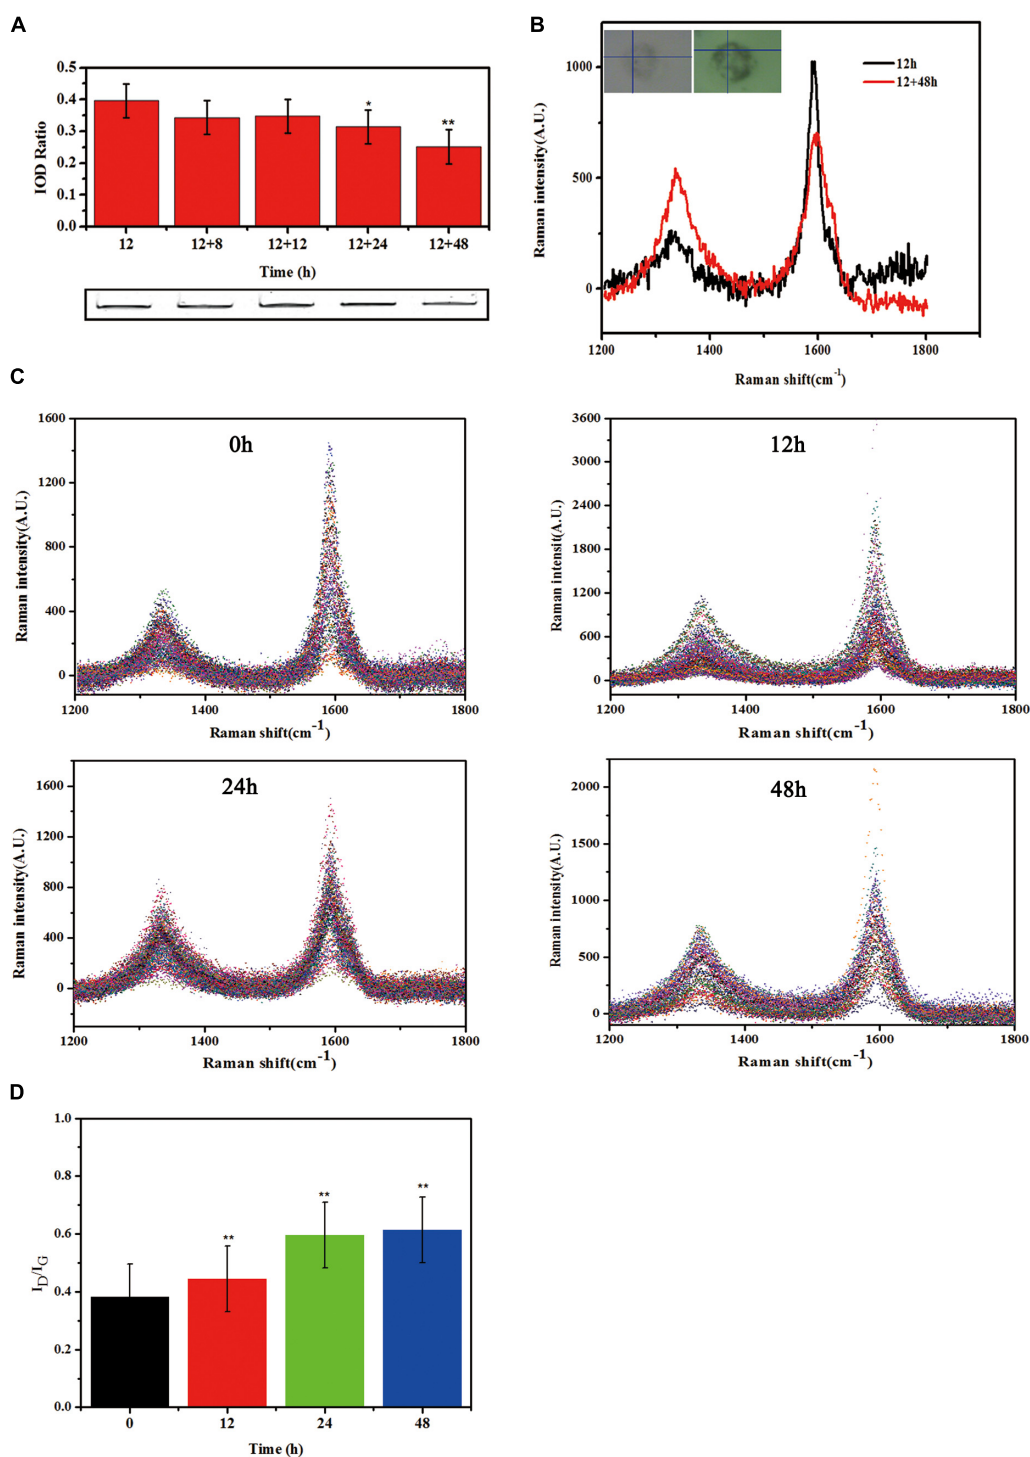 A
0.5
0.4
0.3
0.2
0.1
0.0
IOD Ratio
*
**
12 12+8 12+12 12+24 12+48
Time (h)
B
1000
500
0
Raman intensity(A.U.)
12h
12+48h
1200 1400 1600 1800
Raman shift(cm-1)
C
1600
1200
800
400
0
Raman intensity(A.U.)
0h
1200 1400 1600 1800
Raman shift(cm-1)
3600
3000
2400
1800
1200
600
0
Raman intensit(A.U.)
12h
1200 1400 1600 1800
Raman shift(cm-1)
1600
1200
800
400
0
Raman intensity(A.U.)
24h
1200 1400 1600 1800
Raman shift(cm-1)
2000
1500
1000
500
0
Raman intensity(A.U.)
48h
1200 1400 1600 1800
Raman shift(cm-1)
D
1.0
0.8
0.6
0.4
0.2
0.0
ID/IG
**
**
**
0 12 24 48
Time (h)